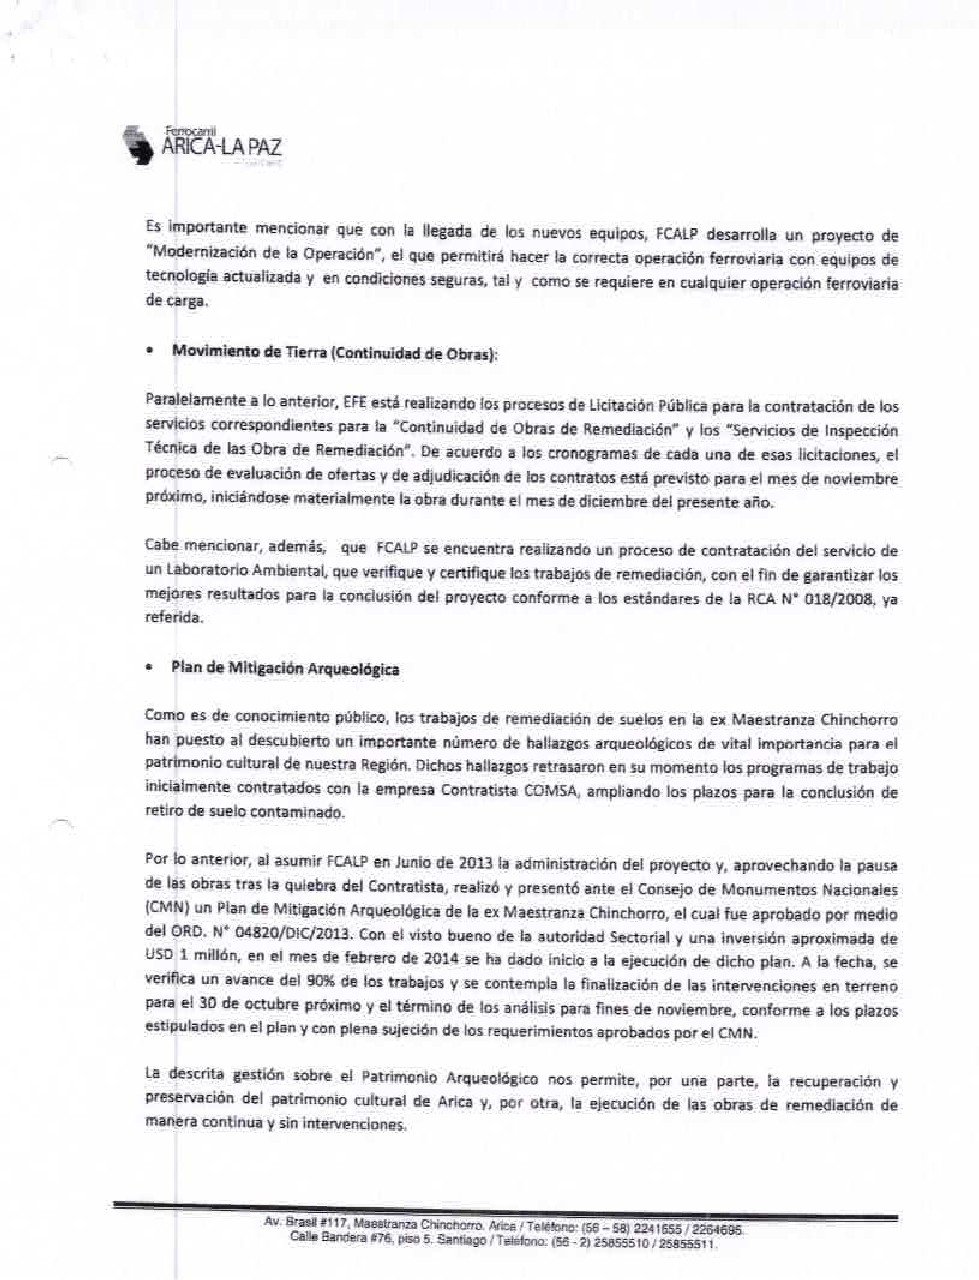 Ferrocarril
ARICA-LA PAZ
Es importante mencionar que con la llegada de los nuevos equipos, FCALP desarrolla un proyecto de
"Modernización de la Operación", el que permitirá hacer la correcta operación ferroviaria con equipos de
tecnología actualizada y en condiciones seguras, tal y como se requiere en cualquier operación ferroviaria
de carga.
• Movimiento de Tierra (Continuidad de Obras):
Paralelamente a lo anterior, EFE está realizando los procesos de Licitación Pública para la contratación de los
servicios correspondientes para la "Continuidad de Obras de Remediación" y los "Servicios de Inspección
Técnica de las Obra de Remediación". De acuerdo a los cronogramas de cada una de esas licitaciones, el
proceso de evaluación de ofertas y de adjudicación de los contratos está previsto para el mes de noviembre
próximo, iniciándose materialmente la obra durante el mes de diciembre del presente año.
Cabe mencionar, además, que FCALP se encuentra realizando un proceso de contratación del servicio de
un Laboratorio Ambiental, que verifique y certifique los trabajos de remediación, con el fin de garantizar los
mejores resultados para la conclusión del proyecto conforme a los estándares de la RCA N° 018/2008, ya
referida.
• Plan de Mitigación Arqueológica
Como es de conocimiento público, los trabajos de remediación de suelos en la ex Maestranza Chinchorro
han puesto al descubierto un importante número de hallazgos arqueológicos de vital importancia para el
patrimonio cultural de nuestra Región. Dichos hallazgos retrasaron en su momento los programas de trabajo
inicialmente contratados con la empresa Contratista COMSA, ampliando los plazos para la conclusión de
retiro de suelo contaminado.
Por lo anterior, al asumir FCALP en Junio de 2013 la administración del proyecto y, aprovechando la pausa
de las obras tras la quiebra del Contratista, realizó y presentó ante el Consejo de Monumentos Nacionales
(CMN) un Plan de Mitigación Arqueológica de la ex Maestranza Chinchorro, el cual fue aprobado por medio
del ORD. N° 04820/DIC/2013. Con el visto bueno de la autoridad Sectorial y una inversión aproximada de
USD 1 millón, en el mes de febrero de 2014 se ha dado inicio a la ejecución de dicho plan. A la fecha, se
verifica un avance del 90% de los trabajos y se contempla la finalización de las intervenciones en terreno
para el 30 de octubre próximo y el término de los análisis para fines de noviembre, conforme a los plazos
estipulados en el plan y con plena sujeción de los requerimientos aprobados por el CMN.
La descrita gestión sobre el Patrimonio Arqueológico nos permite, por una parte, la recuperación y
preservación del patrimonio cultural de Arica y, por otra, la ejecución de las obras de remediación de
manera continua y sin intervenciones.
Av. Brasil #117, Maestranza Chinchorro. Arica / Teléfono: (56 – 58) 2241655 / 2264695.
Calle Bandera #76, piso 5. Santiago / Teléfono: (56 - 2) 25855510 / 25855511.